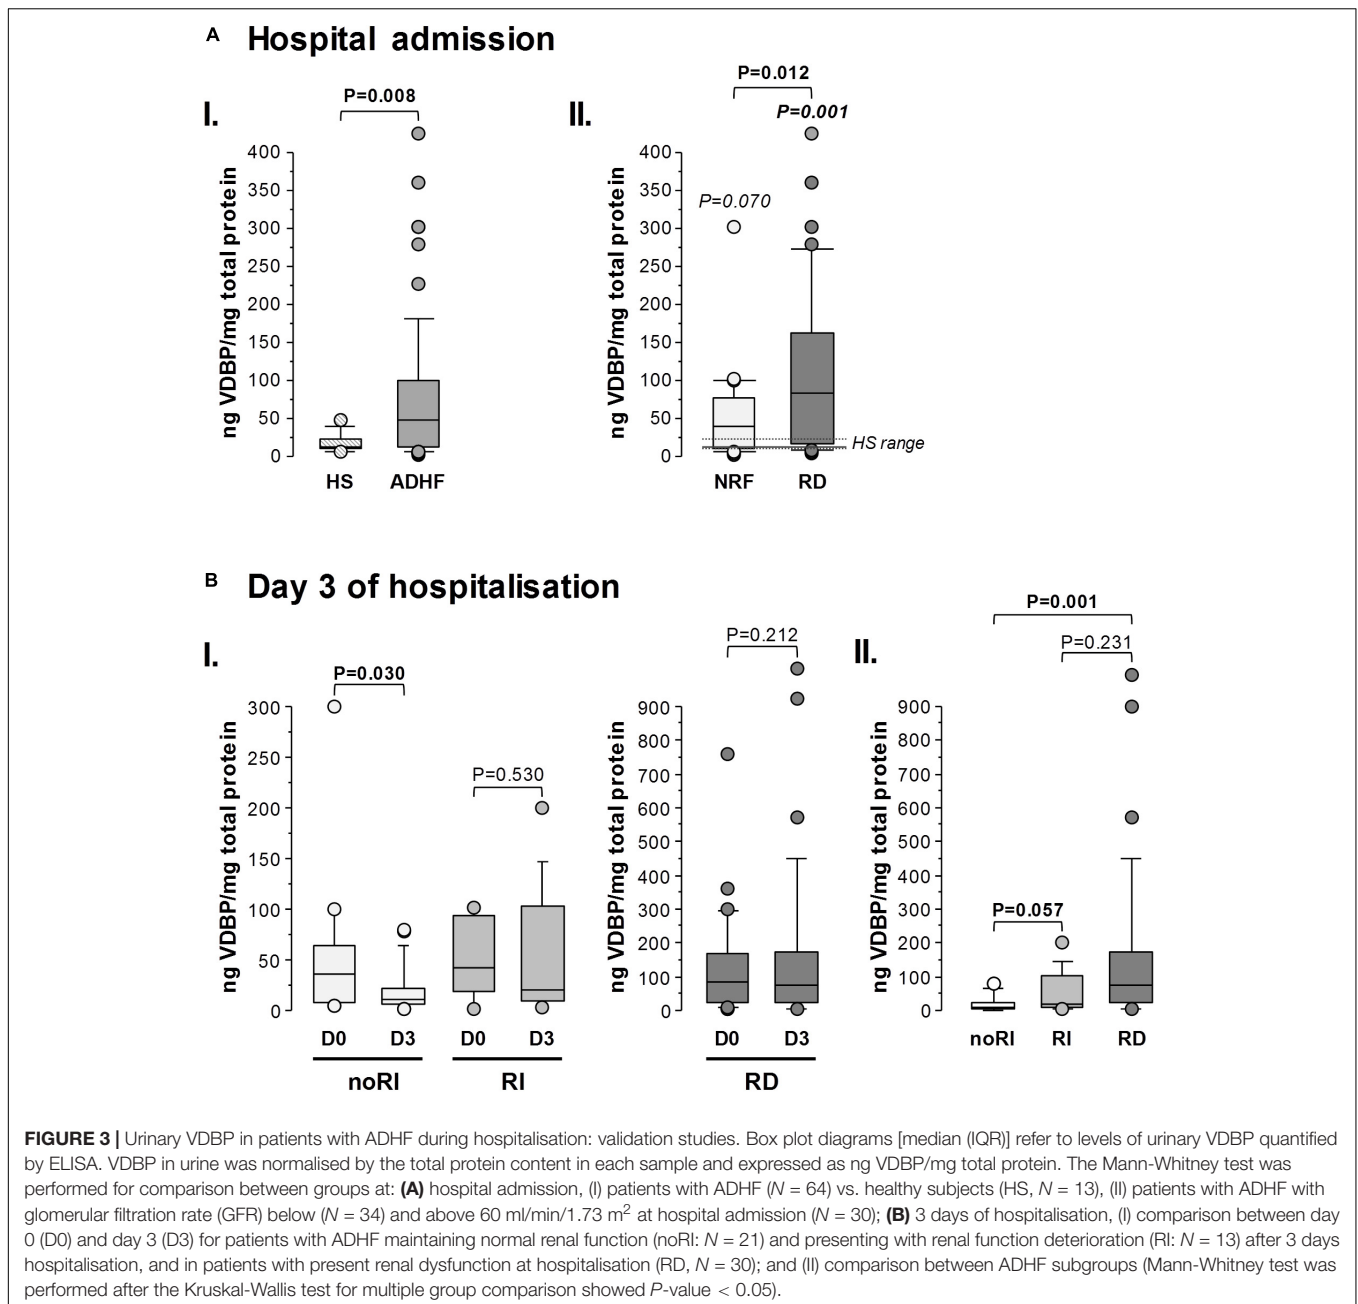 A Hospital admission
I.
P=0.008
ng VDBP/mg total protein
400
350
300
250
200
150
100
50
0
HS ADHF
II.
P=0.012
P=0.001
P=0.070
ng VDBP/mg total protein
400
350
300
250
200
150
100
50
0
HS range
NRF RD
B Day 3 of hospitalisation
I.
P=0.030
P=0.530
ng VDBP/mg total protein
300
250
200
150
100
50
0
D0 D3 D0 D3
noRI RI
P=0.212
ng VDBP/mg total protein
900
800
700
600
500
400
300
200
100
0
D0 D3
RD
II.
P=0.001
P=0.231
P=0.057
ng VDBP/mg total protein
900
800
700
600
500
400
300
200
100
0
noRI RI RD
FIGURE 3 | Urinary VDBP in patients with ADHF during hospitalisation: validation studies. Box plot diagrams [median (IQR)] refer to levels of urinary VDBP quantified
by ELISA. VDBP in urine was normalised by the total protein content in each sample and expressed as ng VDBP/mg total protein. The Mann-Whitney test was
performed for comparison between groups at: (A) hospital admission, (I) patients with ADHF (N = 64) vs. healthy subjects (HS, N = 13), (II) patients with ADHF with
glomerular filtration rate (GFR) below (N = 34) and above 60 ml/min/1.73 m² at hospital admission (N = 30); (B) 3 days of hospitalisation, (I) comparison between day
0 (D0) and day 3 (D3) for patients with ADHF maintaining normal renal function (noRI: N = 21) and presenting with renal function deterioration (RI: N = 13) after 3 days
hospitalisation, and in patients with present renal dysfunction at hospitalisation (RD, N = 30); and (II) comparison between ADHF subgroups (Mann-Whitney test was
performed after the Kruskal-Wallis test for multiple group comparison showed P-value < 0.05).